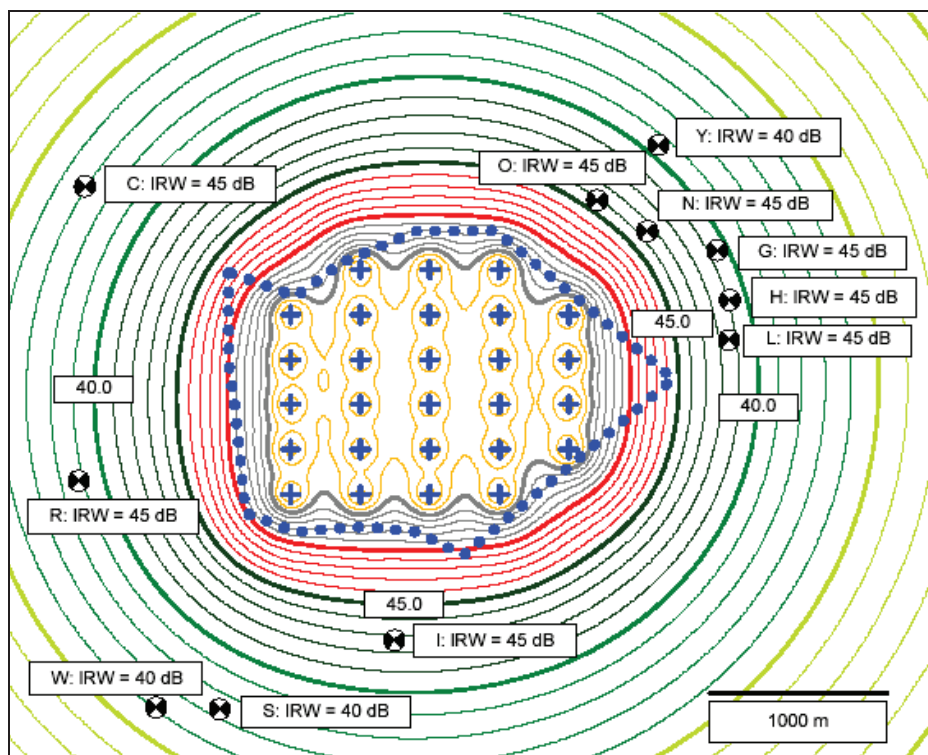 Y: IRW = 40 dB
O: IRW = 45 dB
C: IRW = 45 dB
N: IRW = 45 dB
G: IRW = 45 dB
H: IRW = 45 dB
45.0
L: IRW = 45 dB
40.0
40.0
R: IRW = 45 dB
45.0
I: IRW = 45 dB
W: IRW = 40 dB
S: IRW = 40 dB
1000 m